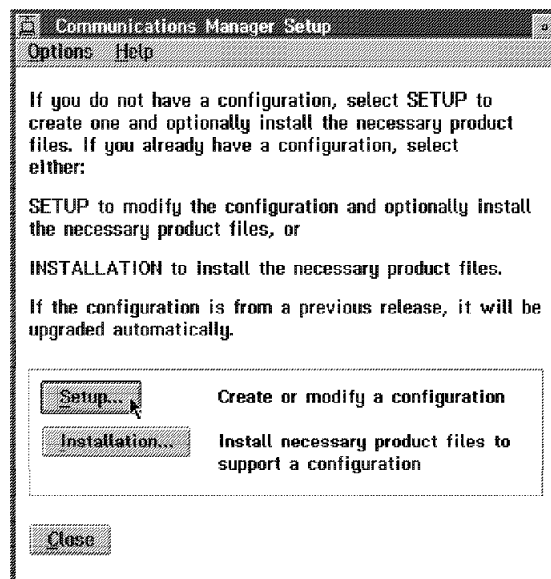 Communications Manager Setup
Options Help
If you do not have a configuration, select SETUP to
create one and optionally install the necessary product
files. If you already have a configuration, select
either:
SETUP to modify the configuration and optionally install
the necessary product files, or
INSTALLATION to install the necessary product files.
If the configuration is from a previous release, it will be
upgraded automatically.
Setup... Create or modify a configuration
Installation... Install necessary product files to
support a configuration
Close